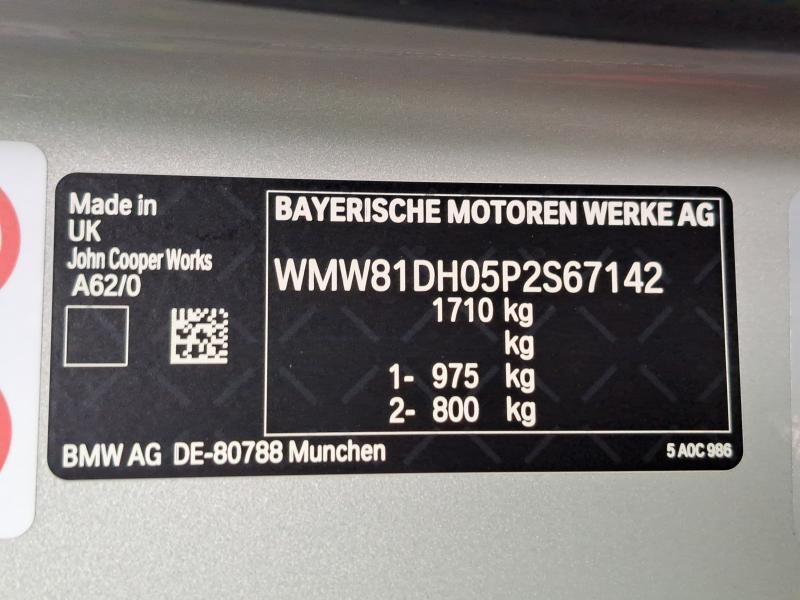 Made in
UK
John Cooper Works
A62/0
BAYERISCHE MOTOREN WERKE AG
WMW81DH05P2S67142
1710 kg
kg
1- 975 kg
2- 800 kg
BMW AG DE-80788 Munchen
5 A0C 986